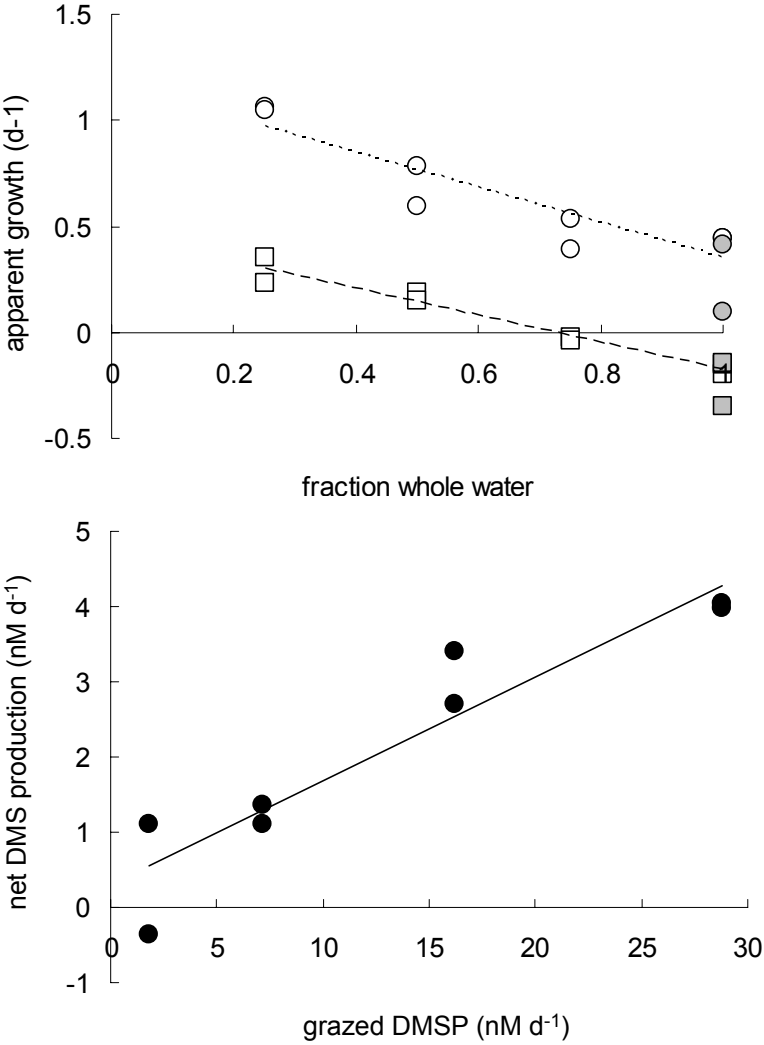 1.5
1
0.5
0
-0.5
0 0.2 0.4 0.6 0.8 1
apparent growth (d-1)
fraction whole water
5
4
3
2
1
0
-1
0 5 10 15 20 25 30
net DMS production (nM d-1)
grazed DMSP (nM d-1)